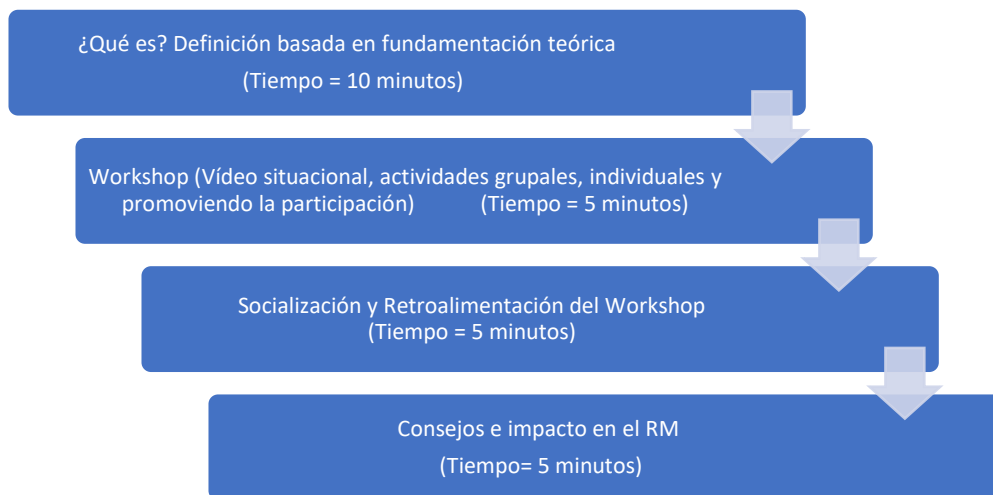 ¿Qué es? Definición basada en fundamentación teórica
(Tiempo = 10 minutos)
Workshop (Vídeo situacional, actividades grupales, individuales y
promoviendo la participación) (Tiempo = 5 minutos)
Socialización y Retroalimentación del Workshop
(Tiempo = 5 minutos)
Consejos e impacto en el RM
(Tiempo= 5 minutos)